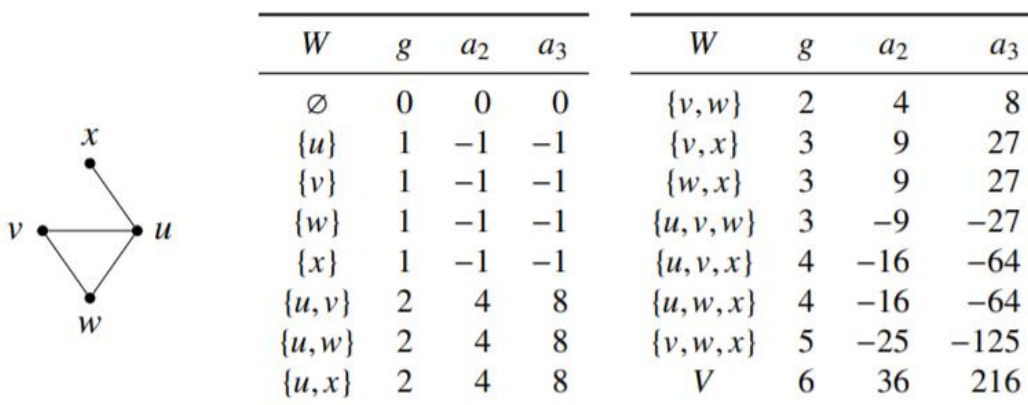 x
v
u
w
W g a₂ a₃
∅ 0 0 0
{u} 1 −1 −1
{v} 1 −1 −1
{w} 1 −1 −1
{x} 1 −1 −1
{u, v} 2 4 8
{u, w} 2 4 8
{u, x} 2 4 8
W g a₂ a₃
{v, w} 2 4 8
{v, x} 3 9 27
{w, x} 3 9 27
{u, v, w} 3 −9 −27
{u, v, x} 4 −16 −64
{u, w, x} 4 −16 −64
{v, w, x} 5 −25 −125
V 6 36 216